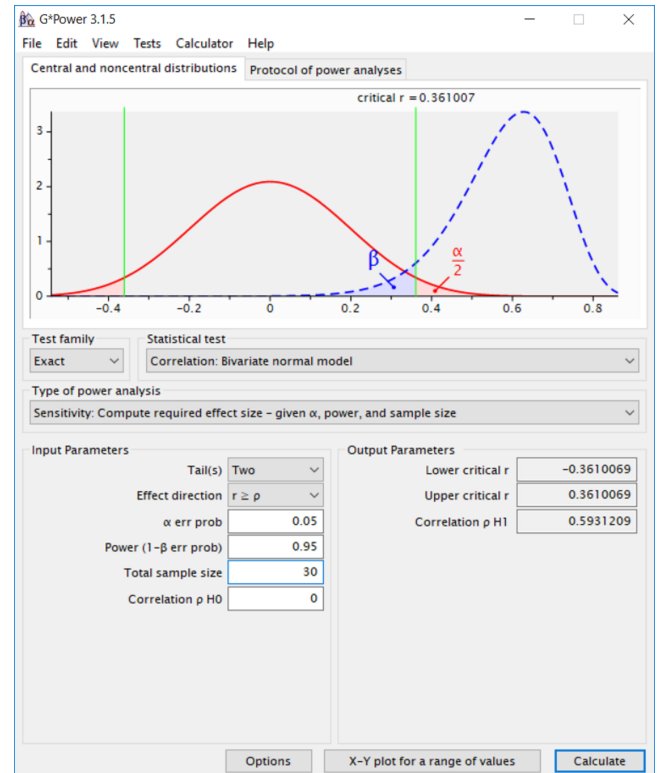 G*Power 3.1.5
File Edit View Tests Calculator Help
Central and noncentral distributions Protocol of power analyses
critical r = 0.361007
3
2
1
0
β
α
2
-0.4 -0.2 0 0.2 0.4 0.6 0.8
Test family Statistical test
Exact Correlation: Bivariate normal model
Type of power analysis
Sensitivity: Compute required effect size – given α, power, and sample size
Input Parameters Output Parameters
Tail(s) Two Lower critical r -0.3610069
Effect direction r ≥ ρ Upper critical r 0.3610069
α err prob 0.05 Correlation ρ H1 0.5931209
Power (1-β err prob) 0.95
Total sample size 30
Correlation ρ H0 0
Options X-Y plot for a range of values Calculate